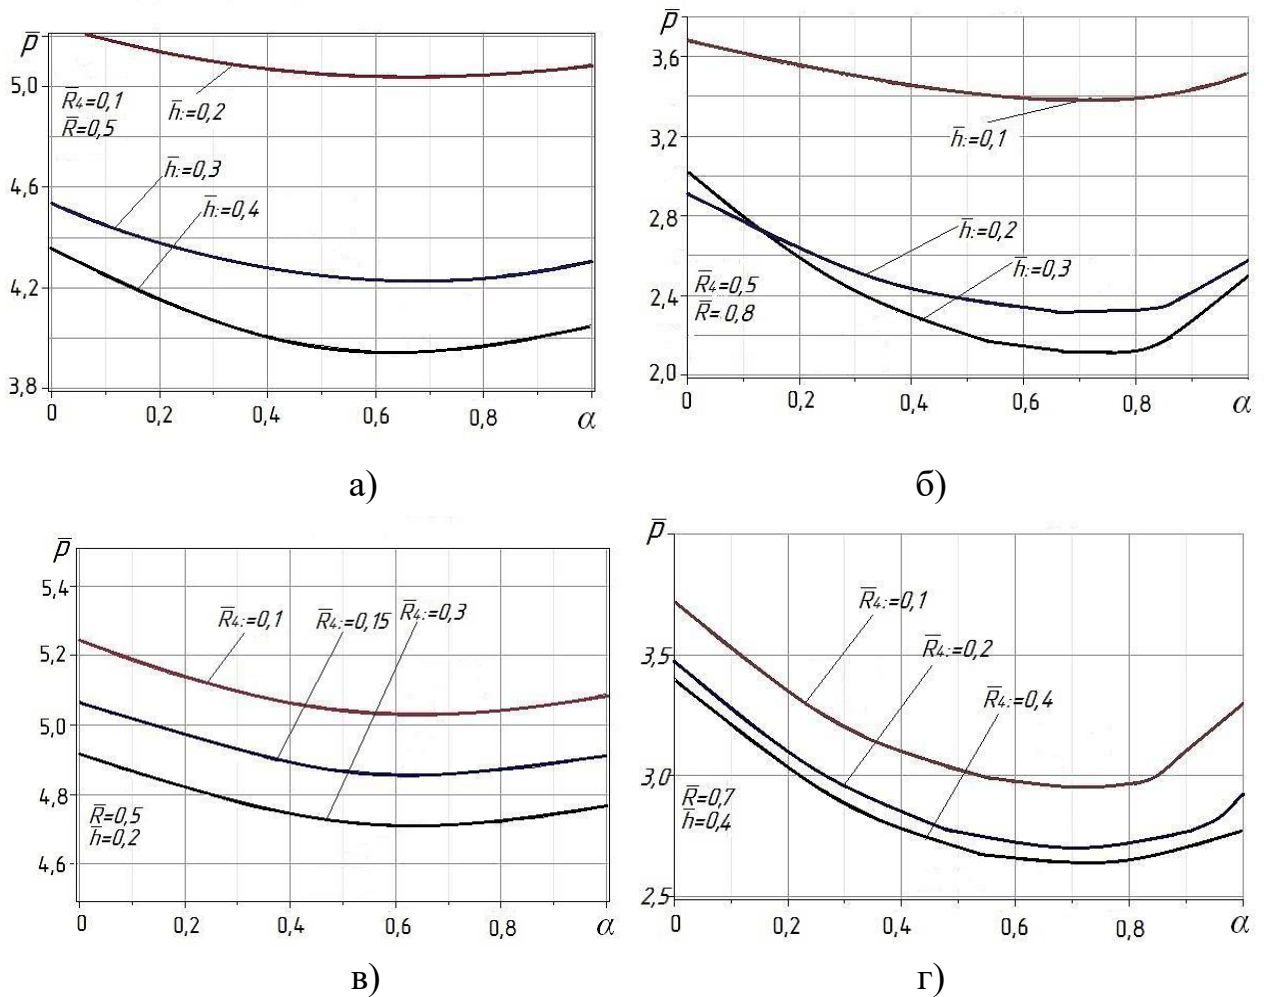 p̅
5,0
4,6
4,2
3,8
R̅₄=0,1
R̅=0,5
h̅:=0,2
h̅:=0,3
h̅:=0,4
0 0,2 0,4 0,6 0,8 α
а)
p̅
3,6
3,2
2,8
2,4
2,0
h̅:=0,1
h̅:=0,2
h̅:=0,3
R̅₄=0,5
R̅=0,8
0 0,2 0,4 0,6 0,8 α
б)
p̅
5,4
5,2
5,0
4,8
4,6
R̅₄:=0,1
R̅₄:=0,15
R̅₄:=0,3
R̅=0,5
h̅=0,2
0 0,2 0,4 0,6 0,8 α
в)
p̅
3,5
3,0
2,5
R̅₄:=0,1
R̅₄:=0,2
R̅₄:=0,4
R̅=0,7
h̅=0,4
0 0,2 0,4 0,6 0,8 α
г)